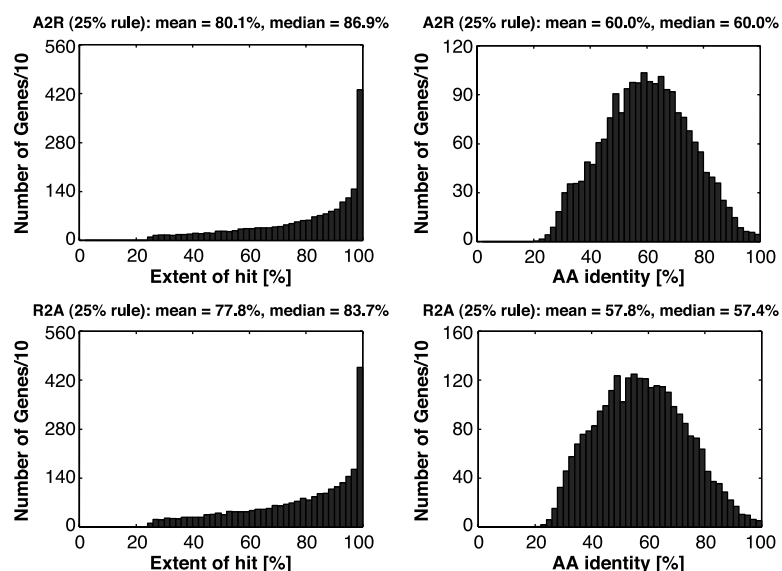 A2R (25% rule): mean = 80.1%, median = 86.9%
560
420
280
140
0
Number of Genes/10
0 20 40 60 80 100
Extent of hit [%]
A2R (25% rule): mean = 60.0%, median = 60.0%
120
90
60
30
0
Number of Genes/10
0 20 40 60 80 100
AA identity [%]
R2A (25% rule): mean = 77.8%, median = 83.7%
560
420
280
140
0
Number of Genes/10
0 20 40 60 80 100
Extent of hit [%]
R2A (25% rule): mean = 57.8%, median = 57.4%
160
120
80
40
0
Number of Genes/10
0 20 40 60 80 100
AA identity [%]